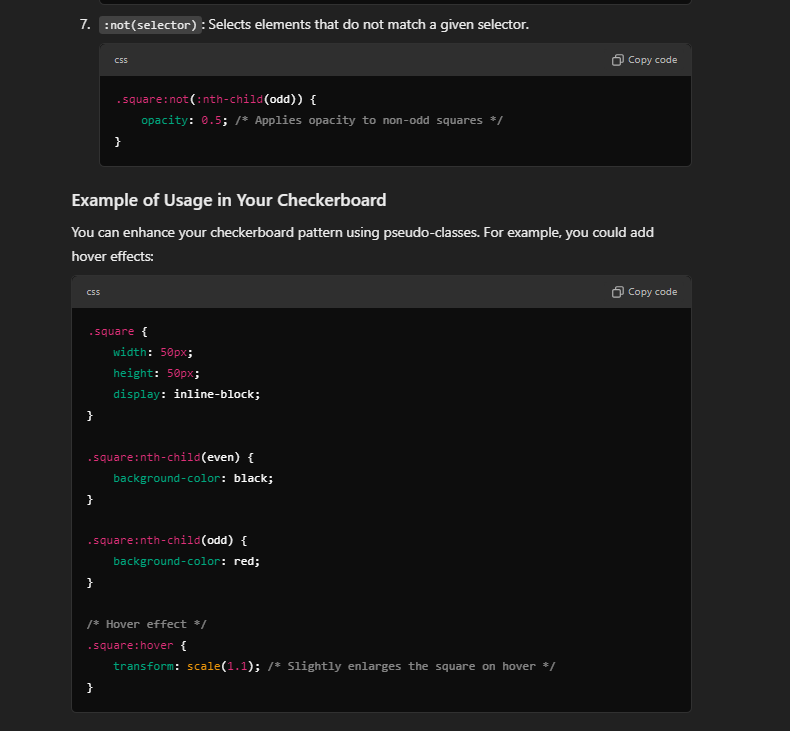 7. :not(selector): Selects elements that do not match a given selector.
css Copy code
.square:not(:nth-child(odd)) {
    opacity: 0.5; /* Applies opacity to non-odd squares */
}
Example of Usage in Your Checkerboard
You can enhance your checkerboard pattern using pseudo-classes. For example, you could add
hover effects:
css Copy code
.square {
    width: 50px;
    height: 50px;
    display: inline-block;
}
.square:nth-child(even) {
    background-color: black;
}
.square:nth-child(odd) {
    background-color: red;
}
/* Hover effect */
.square:hover {
    transform: scale(1.1); /* Slightly enlarges the square on hover */
}